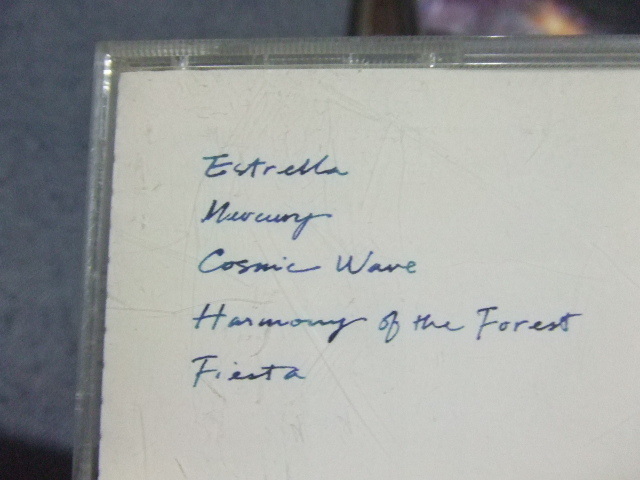 Estrella
Mercury
Cosmic Wave
Harmony of the Forest
Fiesta